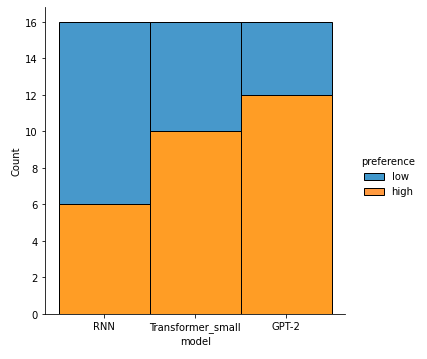 16
14
12
10
8
6
4
2
0
Count
RNN Transformer_small GPT-2
model
preference
low
high